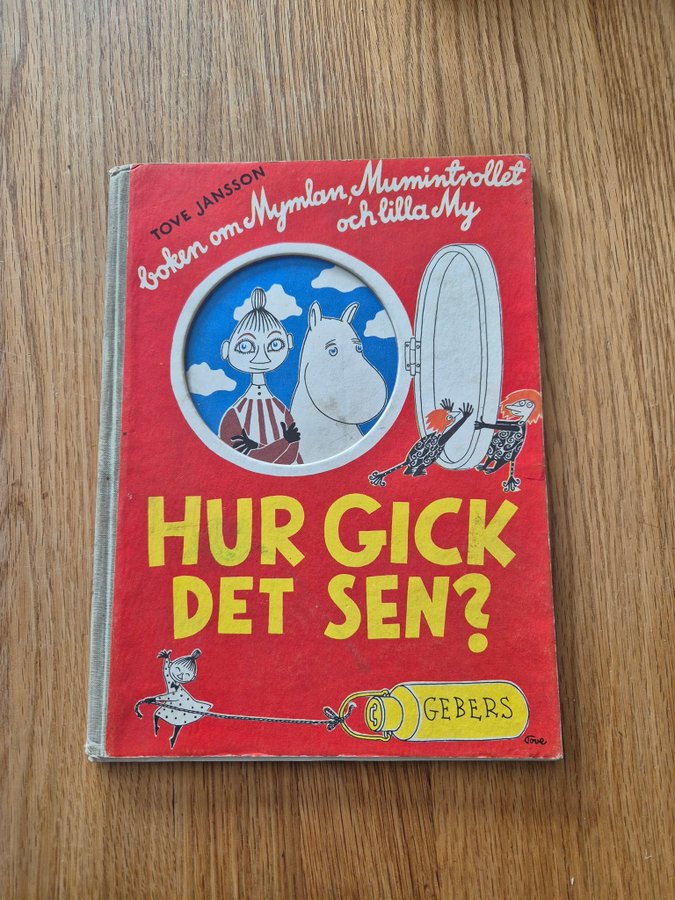 TOVE JANSSON
boken om Mymlan, Mumintrollet
och lilla My
HUR GICK
DET SEN?
GEBERS
Tove